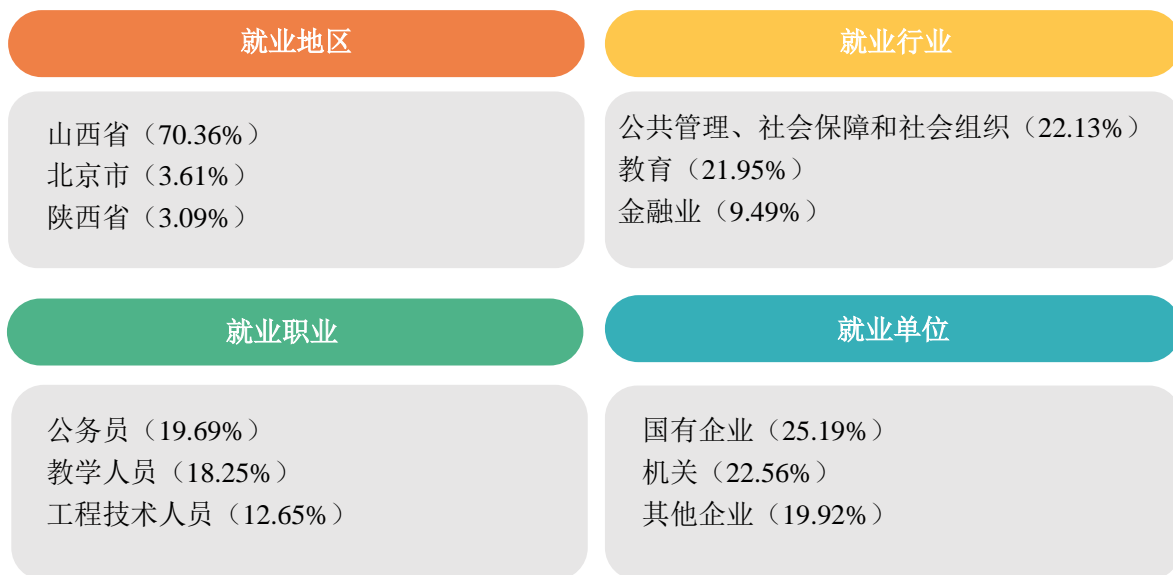 就业地区
山西省（70.36%）
北京市（3.61%）
陕西省（3.09%）
就业行业
公共管理、社会保障和社会组织（22.13%）
教育（21.95%）
金融业（9.49%）
就业职业
公务员（19.69%）
教学人员（18.25%）
工程技术人员（12.65%）
就业单位
国有企业（25.19%）
机关（22.56%）
其他企业（19.92%）